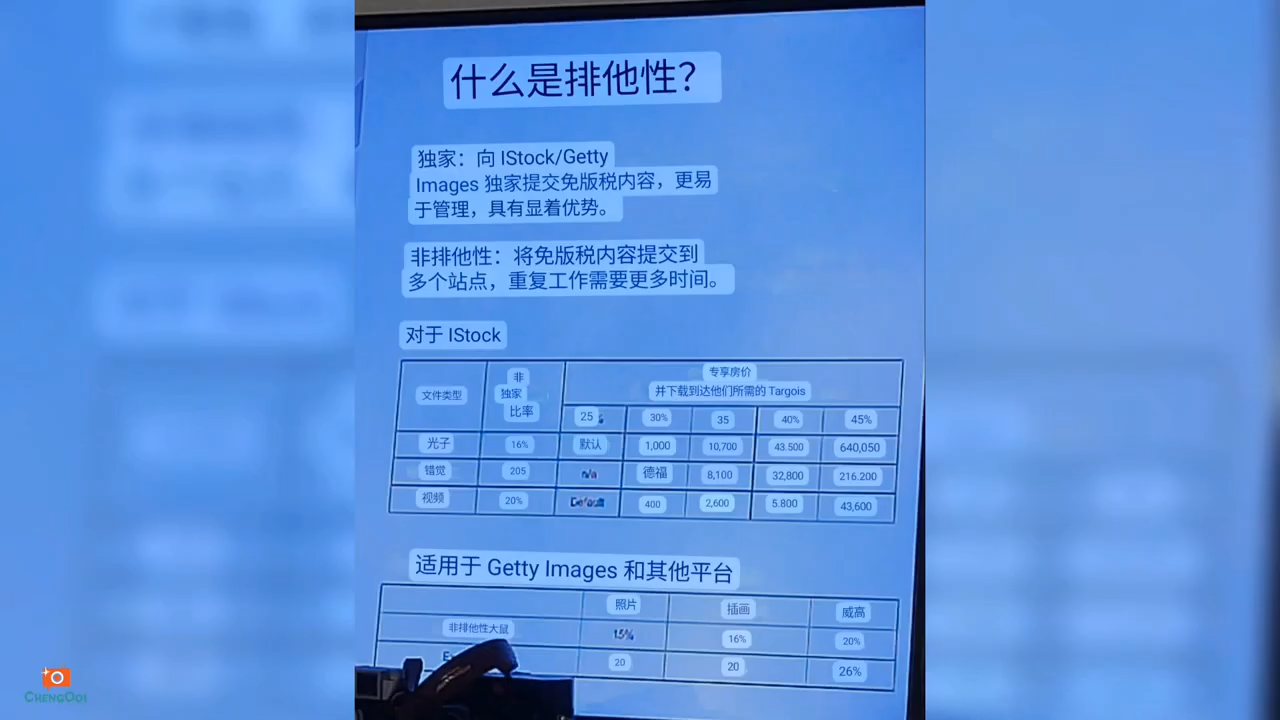 什么是排他性?
独家：向 IStock/Getty
Images 独家提交免版税内容，更易
于管理，具有显着优势。
非排他性：将免版税内容提交到
多个站点，重复工作需要更多时间。
对于 IStock
文件类型 非 独家 比率 专享房价
并下载到达他们所需的 Targois
25 30% 35 40% 45%
光子 16% 默认 1,000 10,700 43.500 640,050
错觉 205 n/a 德福 8,100 32,800 216.200
视频 20% Default 400 2,600 5.800 43,600
适用于 Getty Images 和其他平台
照片 插画 威高
非排他性大鼠 15% 16% 20%
20 20 26%
CHENGOO1